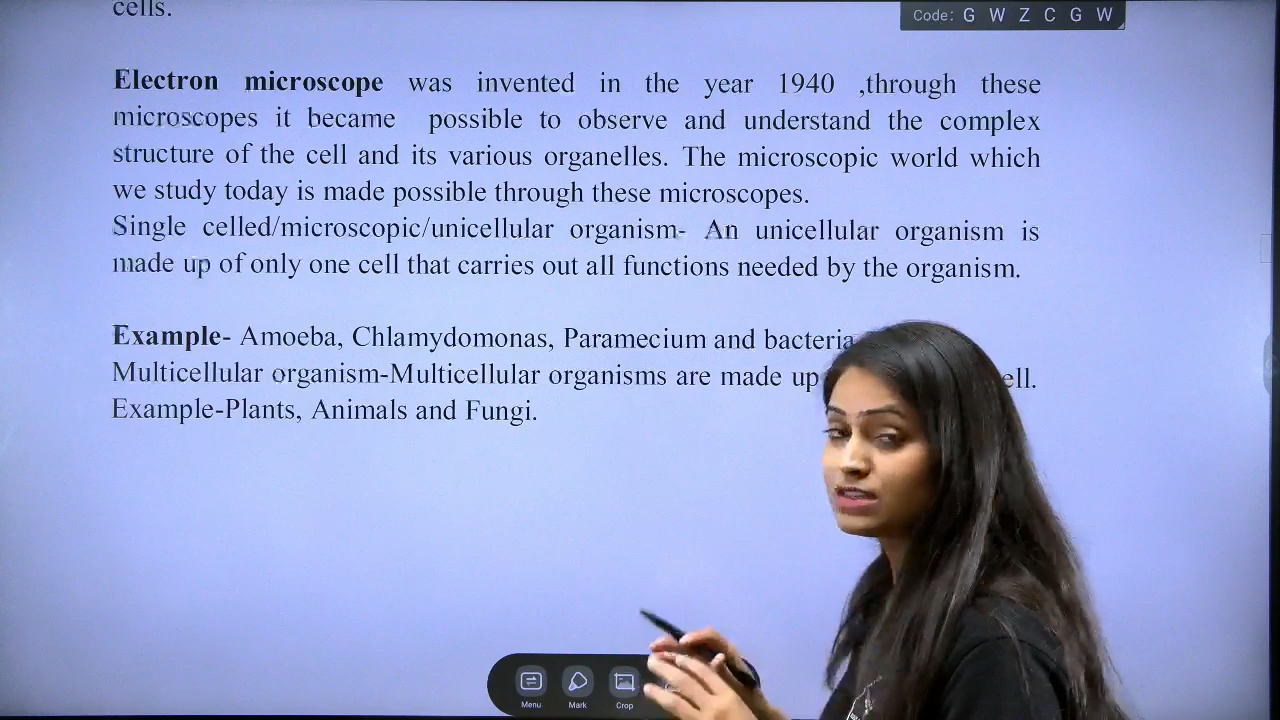 cells.
Code: G W Z C G W
Electron microscope was invented in the year 1940 ,through these
microscopes it became possible to observe and understand the complex
structure of the cell and its various organelles. The microscopic world which
we study today is made possible through these microscopes.
Single celled/microscopic/unicellular organism- An unicellular organism is
made up of only one cell that carries out all functions needed by the organism.
Example- Amoeba, Chlamydomonas, Paramecium and bacteria
Multicellular organism-Multicellular organisms are made up
Example-Plants, Animals and Fungi.
Menu Mark Crop